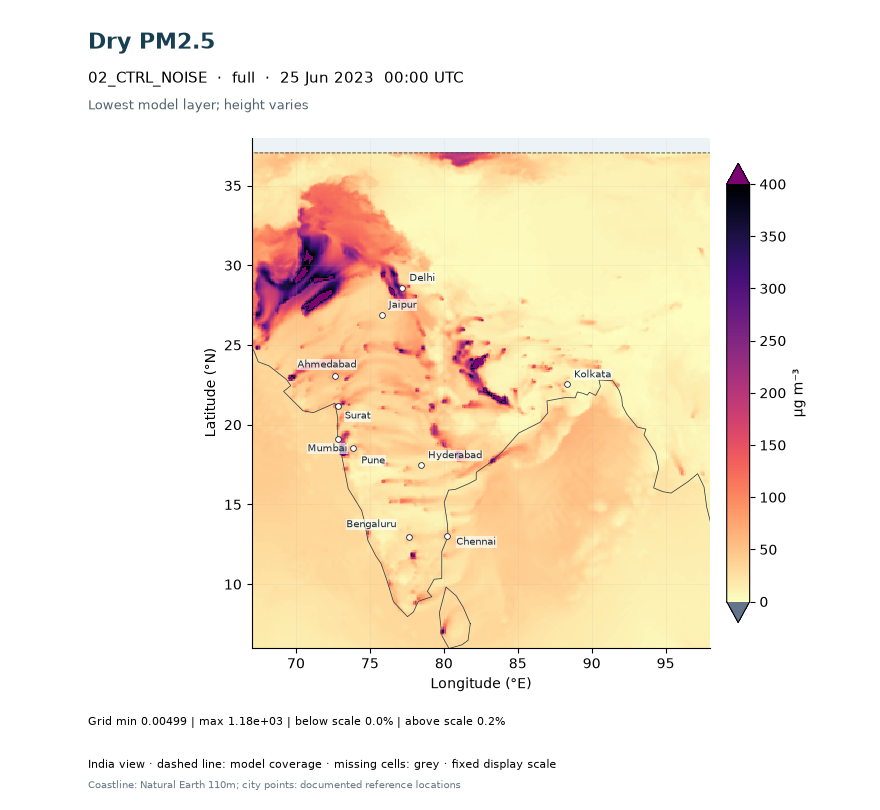 Dry PM2.5
02_CTRL_NOISE · full · 25 Jun 2023 00:00 UTC
Lowest model layer; height varies
35
30
25
20
15
10
Latitude (°N)
Delhi
Jaipur
Ahmedabad
Kolkata
Surat
Mumbai
Pune
Hyderabad
Bengaluru
Chennai
70
75
80
85
90
95
Longitude (°E)
400
350
300
250
200
150
100
50
0
µg m⁻³
Grid min 0.00499 | max 1.18e+03 | below scale 0.0% | above scale 0.2%
India view · dashed line: model coverage · missing cells: grey · fixed display scale
Coastline: Natural Earth 110m; city points: documented reference locations